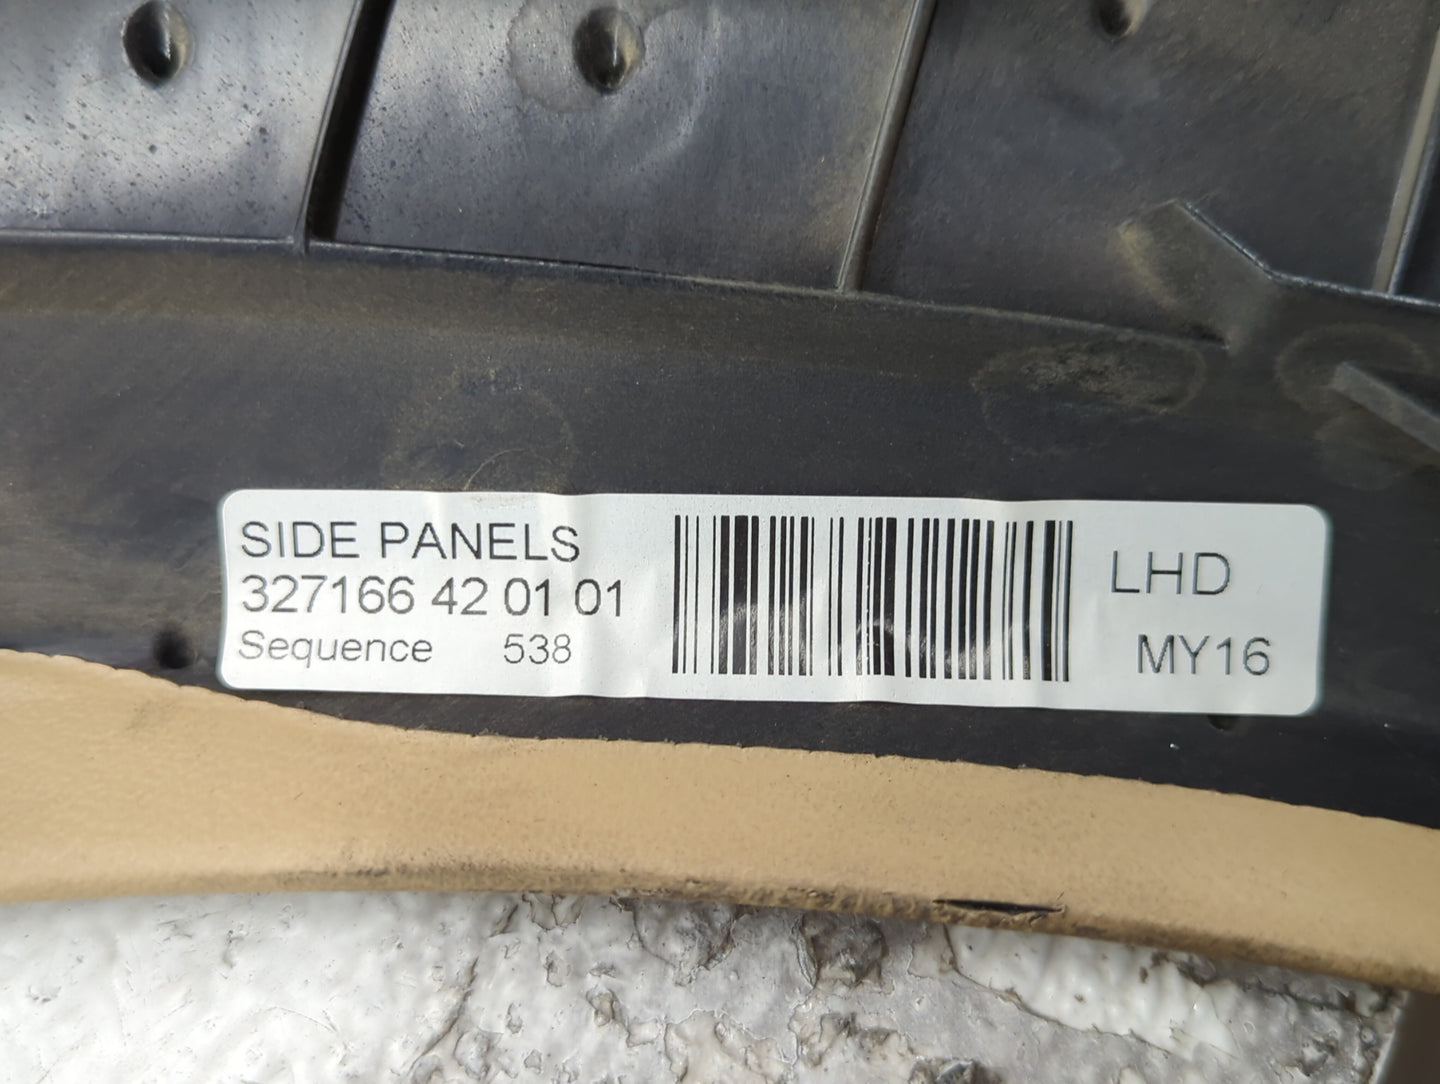 SIDE PANELS
327166 42 01 01
Sequence 538
LHD
MY16